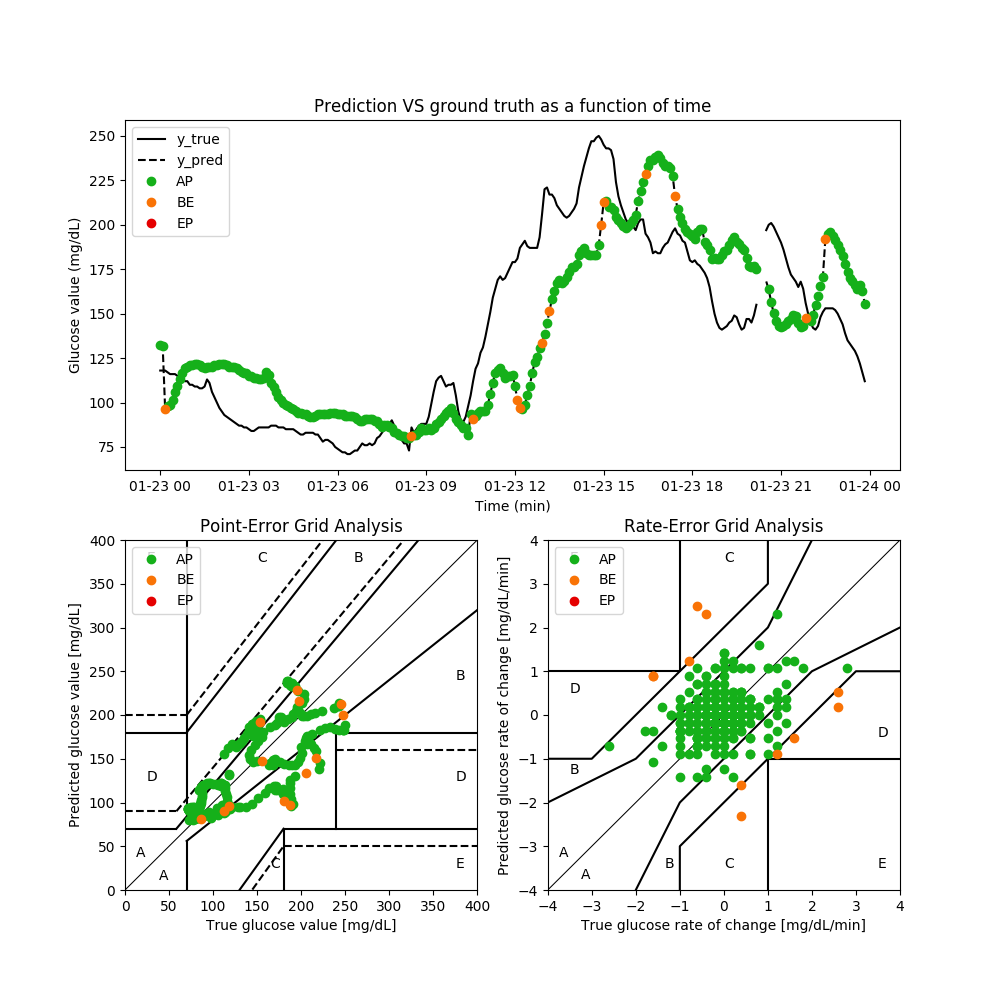 Prediction VS ground truth as a function of time
Glucose value (mg/dL)
250
225
200
175
150
125
100
75
y_true
y_pred
AP
BE
EP
01-23 00 01-23 03 01-23 06 01-23 09 01-23 12 01-23 15 01-23 18 01-23 21 01-24 00
Time (min)
Point-Error Grid Analysis
Predicted glucose value [mg/dL]
400
350
300
250
200
150
100
50
0
AP
BE
EP
C
B
B
D
D
A
A
C
E
0 50 100 150 200 250 300 350 400
True glucose value [mg/dL]
Rate-Error Grid Analysis
Predicted glucose rate of change [mg/dL/min]
4
3
2
1
0
−1
−2
−3
−4
AP
BE
EP
C
D
D
B
A
A
B
C
E
−4 −3 −2 −1 0 1 2 3 4
True glucose rate of change [mg/dL/min]